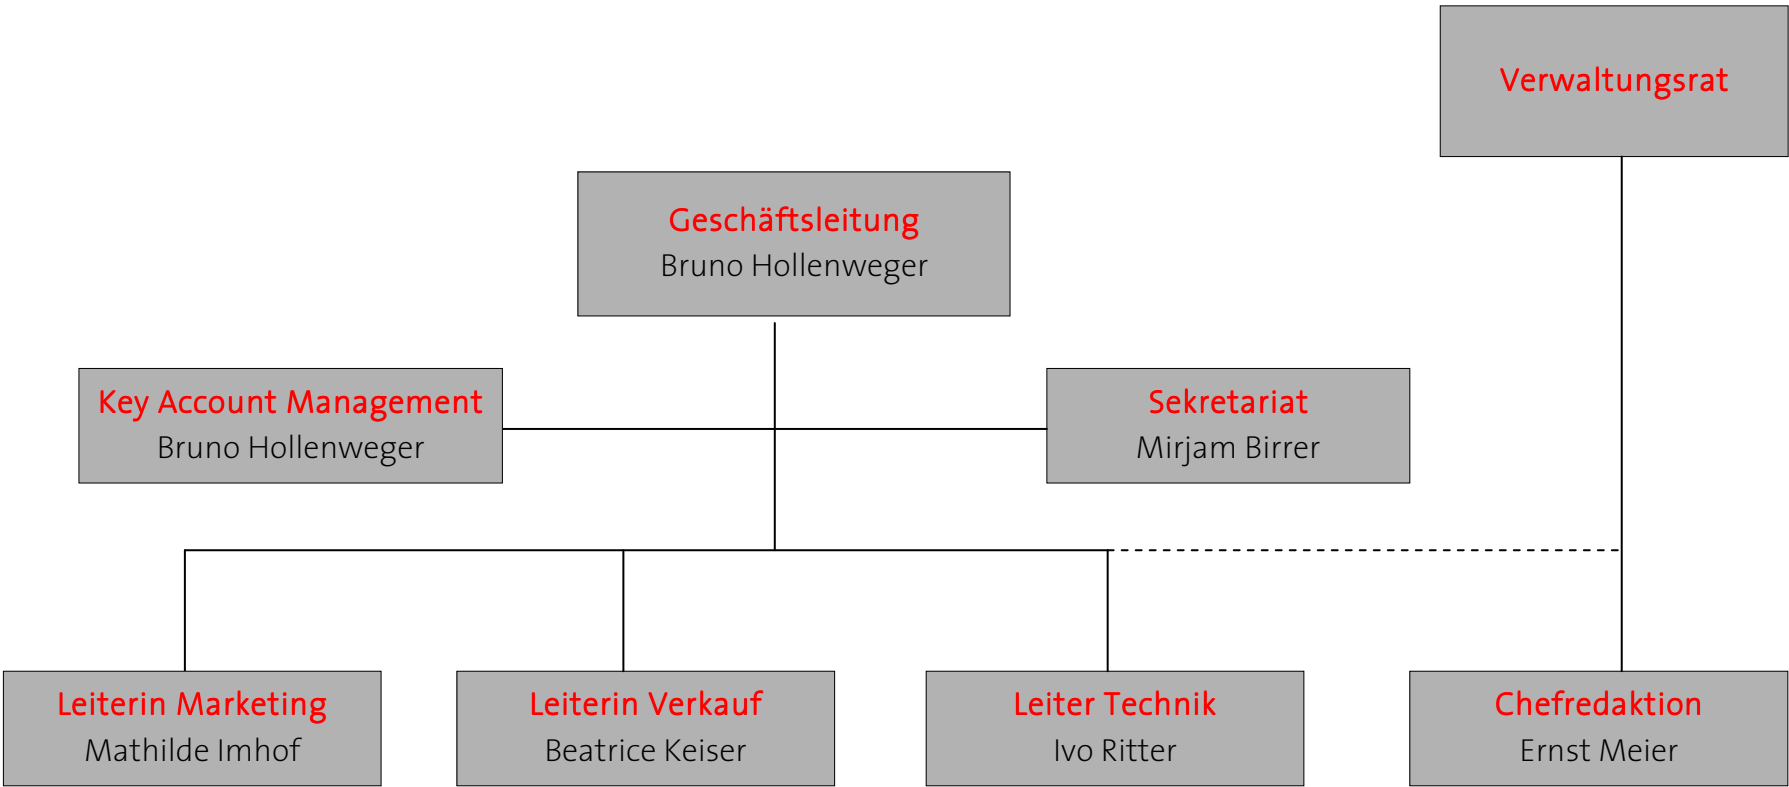 Verwaltungsrat
Geschäftsleitung
Bruno Hollenweger
Key Account Management
Bruno Hollenweger
Sekretariat
Mirjam Birrer
Leiterin Marketing
Mathilde Imhof
Leiterin Verkauf
Beatrice Keiser
Leiter Technik
Ivo Ritter
Chefredaktion
Ernst Meier